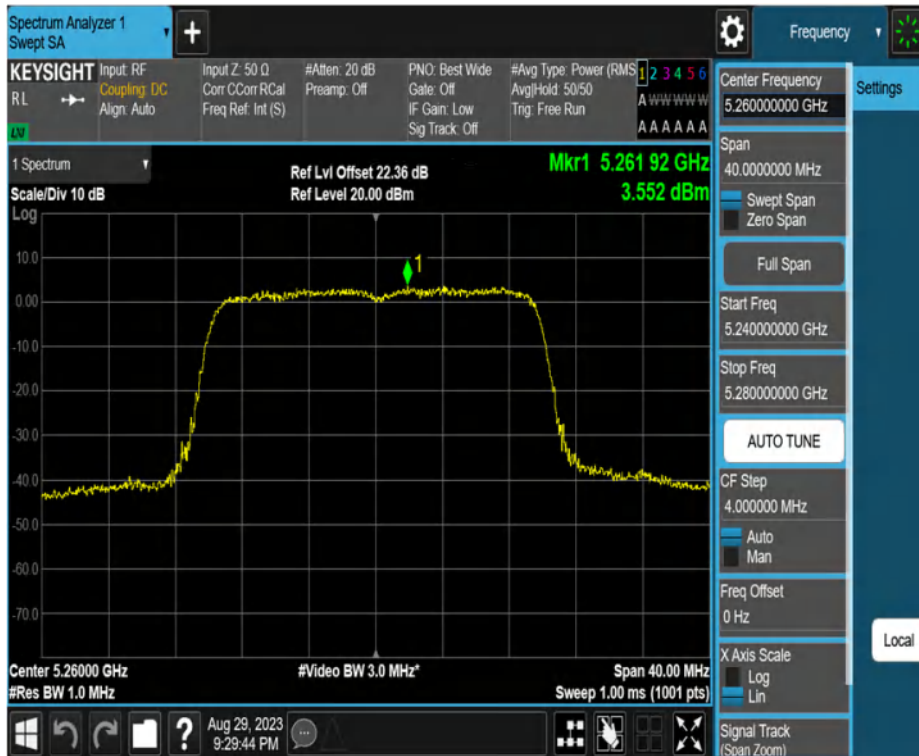 Spectrum Analyzer 1
Swept SA
+
Frequency
KEYSIGHT
RL
LXI
Input: RF
Coupling: DC
Align: Auto
Input Z: 50 Ω
Corr CCorr RCal
Freq Ref: Int (S)
#Atten: 20 dB
Preamp: Off
PNO: Best Wide
Gate: Off
IF Gain: Low
Sig Track: Off
#Avg Type: Power (RMS
Avg|Hold: 50/50
Trig: Free Run
1 2 3 4 5 6
A W W W W W
A A A A A A
1 Spectrum
Scale/Div 10 dB
Log
Ref Lvl Offset 22.36 dB
Ref Level 20.00 dBm
Mkr1 5.261 92 GHz
3.552 dBm
1
10.0
0.00
-10.0
-20.0
-30.0
-40.0
-50.0
-60.0
-70.0
Center 5.26000 GHz
#Res BW 1.0 MHz
#Video BW 3.0 MHz*
Span 40.00 MHz
Sweep 1.00 ms (1001 pts)
?
Aug 29, 2023
9:29:44 PM
Center Frequency
5.260000000 GHz
Span
40.0000000 MHz
Swept Span
Zero Span
Full Span
Start Freq
5.240000000 GHz
Stop Freq
5.280000000 GHz
AUTO TUNE
CF Step
4.000000 MHz
Auto
Man
Freq Offset
0 Hz
X Axis Scale
Log
Lin
Signal Track
(Span Zoom)
Settings
Local